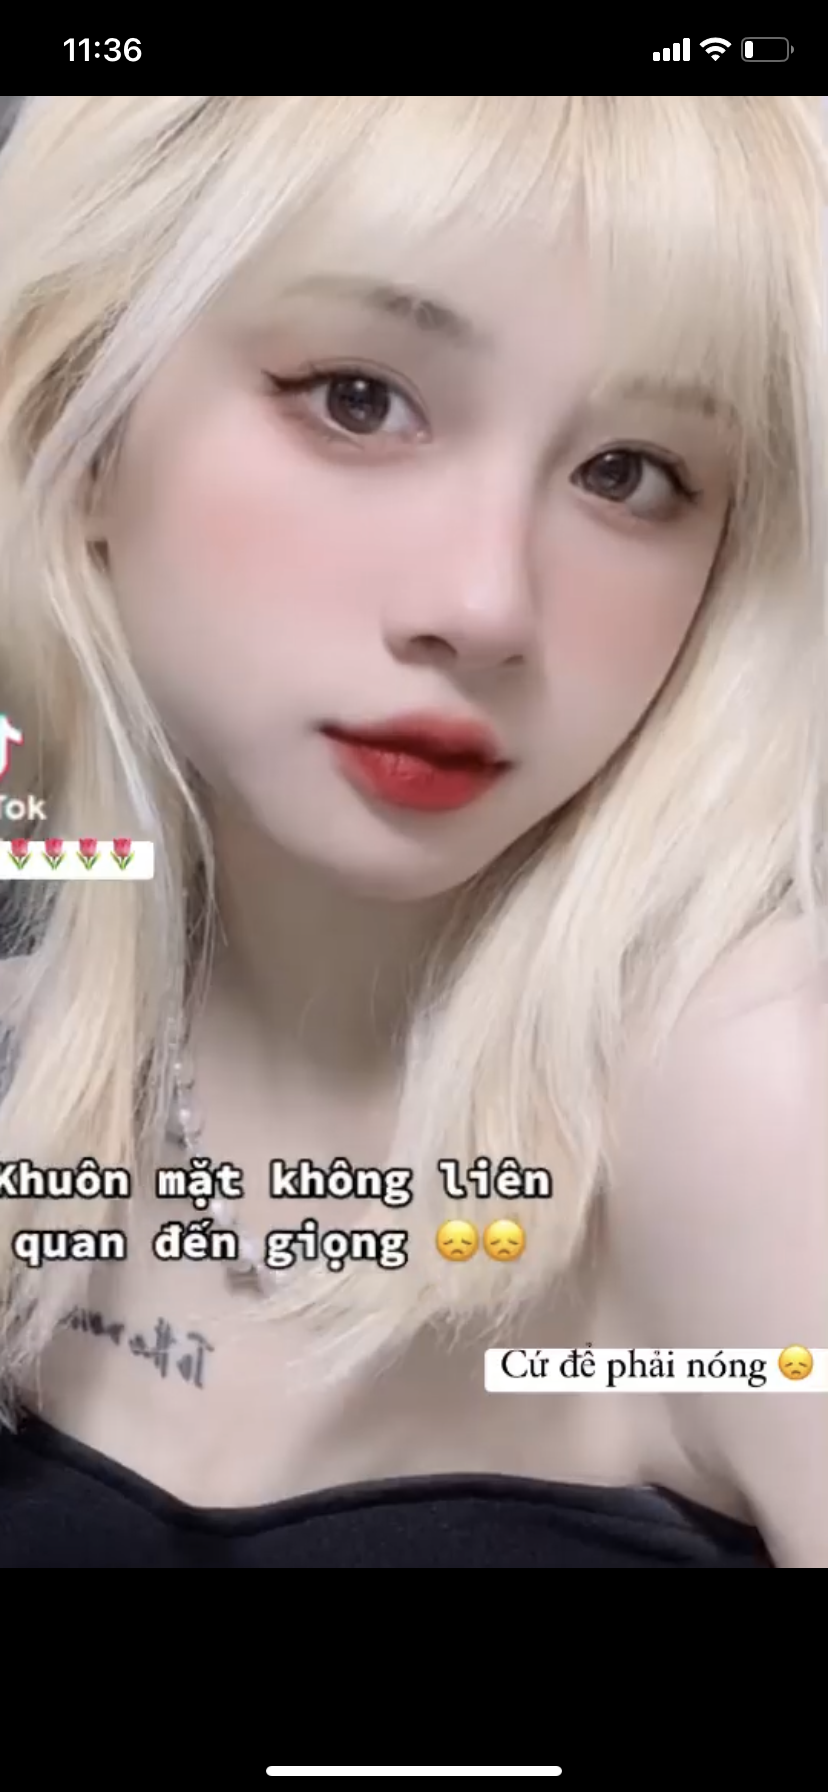 11:36
Tok
🌷🌷🌷🌷
Khuôn mặt không liên
quan đến giọng 😞😞
Cứ để phải nóng 😞